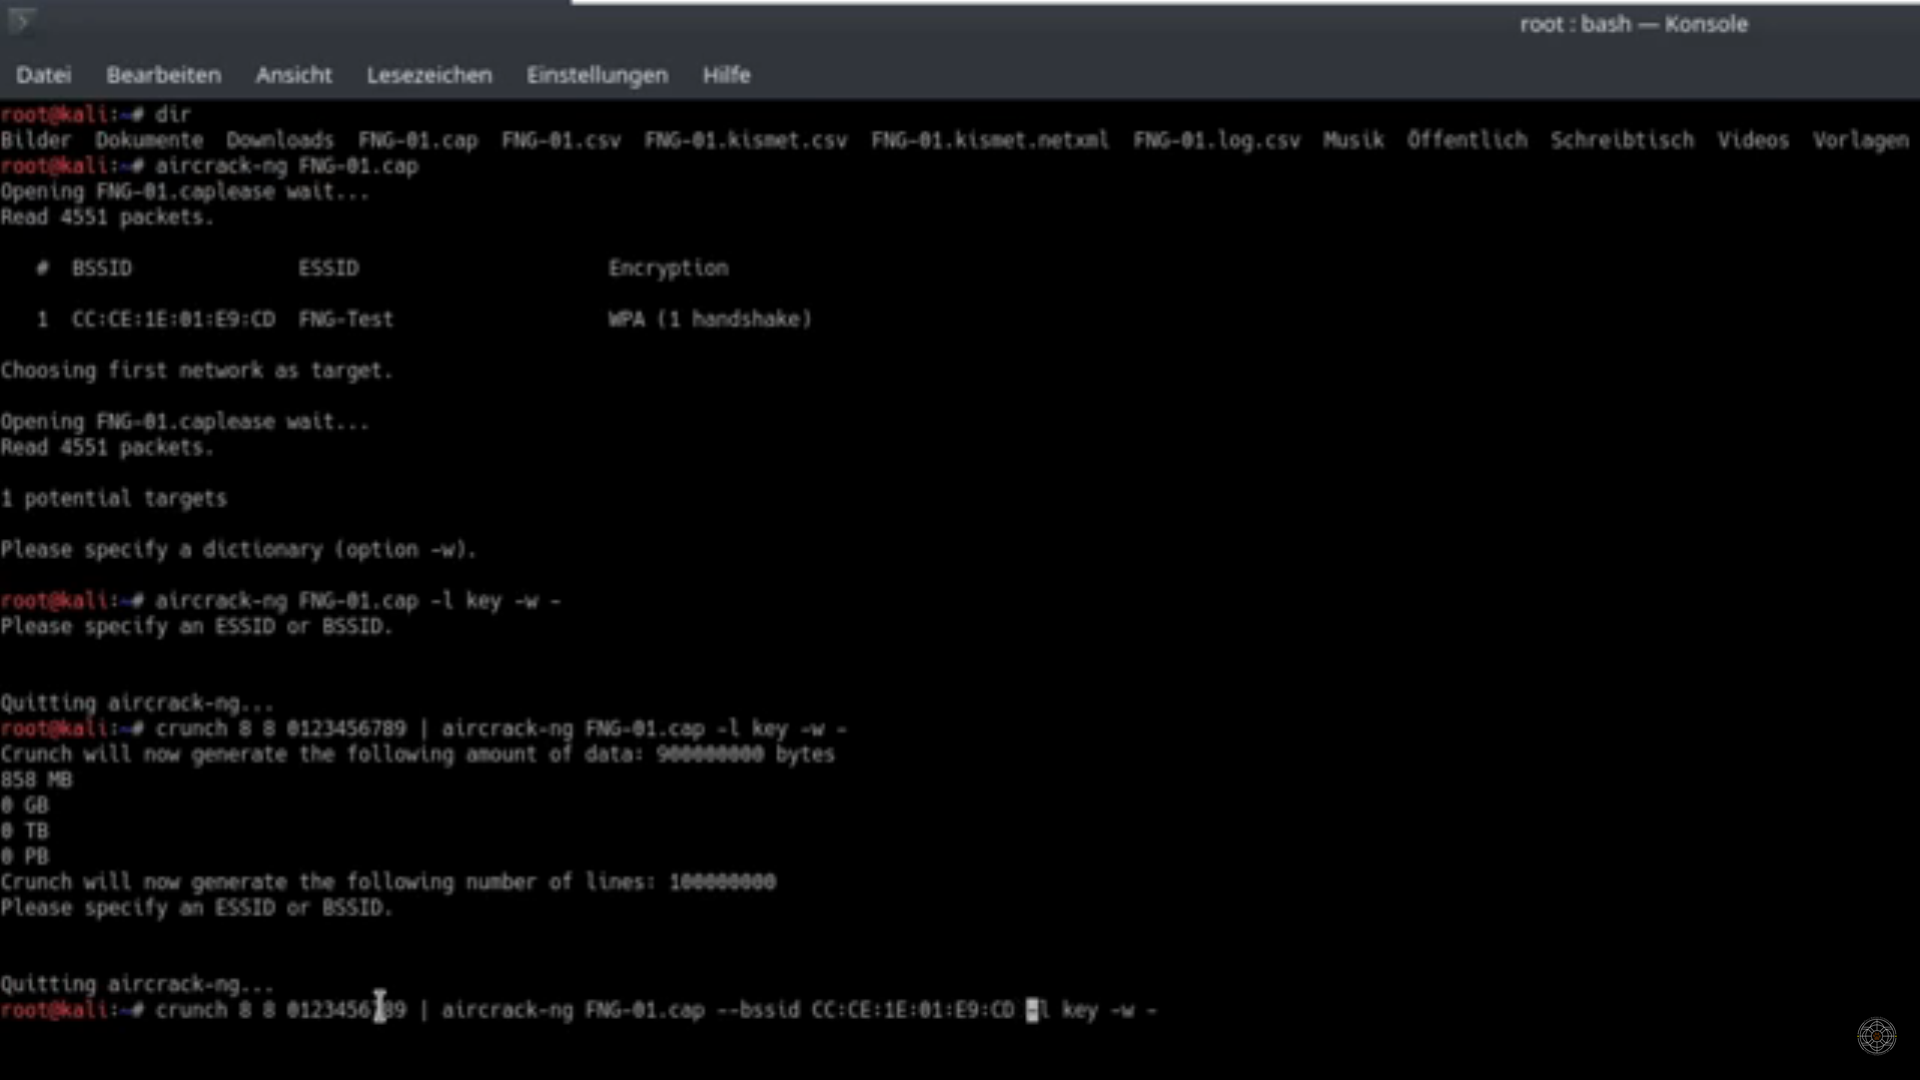 root : bash — Konsole
Datei Bearbeiten Ansicht Lesezeichen Einstellungen Hilfe
root@kali:~# dir
Bilder Dokumente Downloads FNG-01.cap FNG-01.csv FNG-01.kismet.csv FNG-01.kismet.netxml FNG-01.log.csv Musik Öffentlich Schreibtisch Videos Vorlagen
root@kali:~# aircrack-ng FNG-01.cap
Opening FNG-01.caplease wait...
Read 4551 packets.
# BSSID ESSID Encryption
1 CC:CE:1E:01:E9:CD FNG-Test WPA (1 handshake)
Choosing first network as target.
Opening FNG-01.caplease wait...
Read 4551 packets.
1 potential targets
Please specify a dictionary (option -w).
root@kali:~# aircrack-ng FNG-01.cap -l key -w -
Please specify an ESSID or BSSID.
Quitting aircrack-ng...
root@kali:~# crunch 8 8 0123456789 | aircrack-ng FNG-01.cap -l key -w -
Crunch will now generate the following amount of data: 900000000 bytes
858 MB
0 GB
0 TB
0 PB
Crunch will now generate the following number of lines: 100000000
Please specify an ESSID or BSSID.
Quitting aircrack-ng...
root@kali:~# crunch 8 8 0123456789 | aircrack-ng FNG-01.cap --bssid CC:CE:1E:01:E9:CD -l key -w -